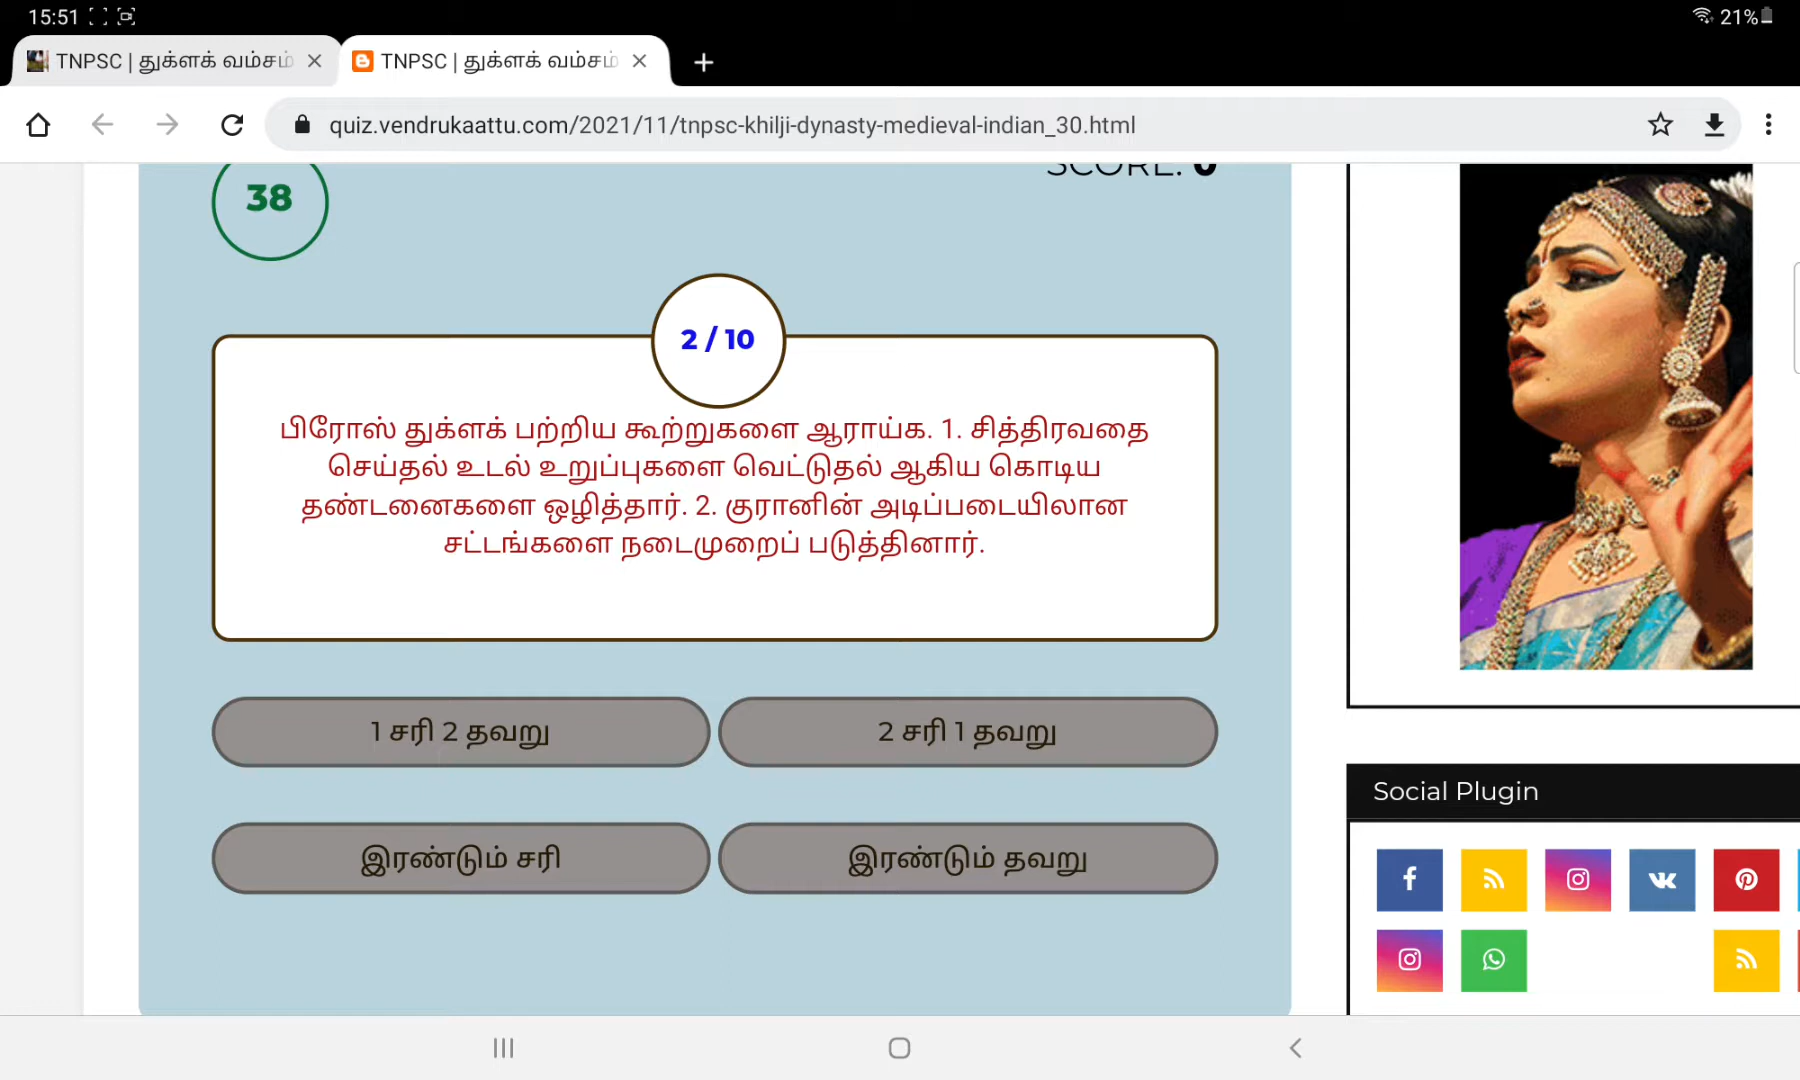 15:51
21%
TNPSC | துக்ளக் வம்சம்
TNPSC | துக்ளக் வம்சம்
quiz.vendrukaattu.com/2021/11/tnpsc-khilji-dynasty-medieval-indian_30.html
38
SCORE: 0
2 / 10
பிரோஸ் துக்ளக் பற்றிய கூற்றுகளை ஆராய்க. 1. சித்திரவதை
செய்தல் உடல் உறுப்புகளை வெட்டுதல் ஆகிய கொடிய
தண்டனைகளை ஒழித்தார். 2. குரானின் அடிப்படையிலான
சட்டங்களை நடைமுறைப் படுத்தினார்.
1 சரி 2 தவறு
2 சரி 1 தவறு
இரண்டும் சரி
இரண்டும் தவறு
Social Plugin